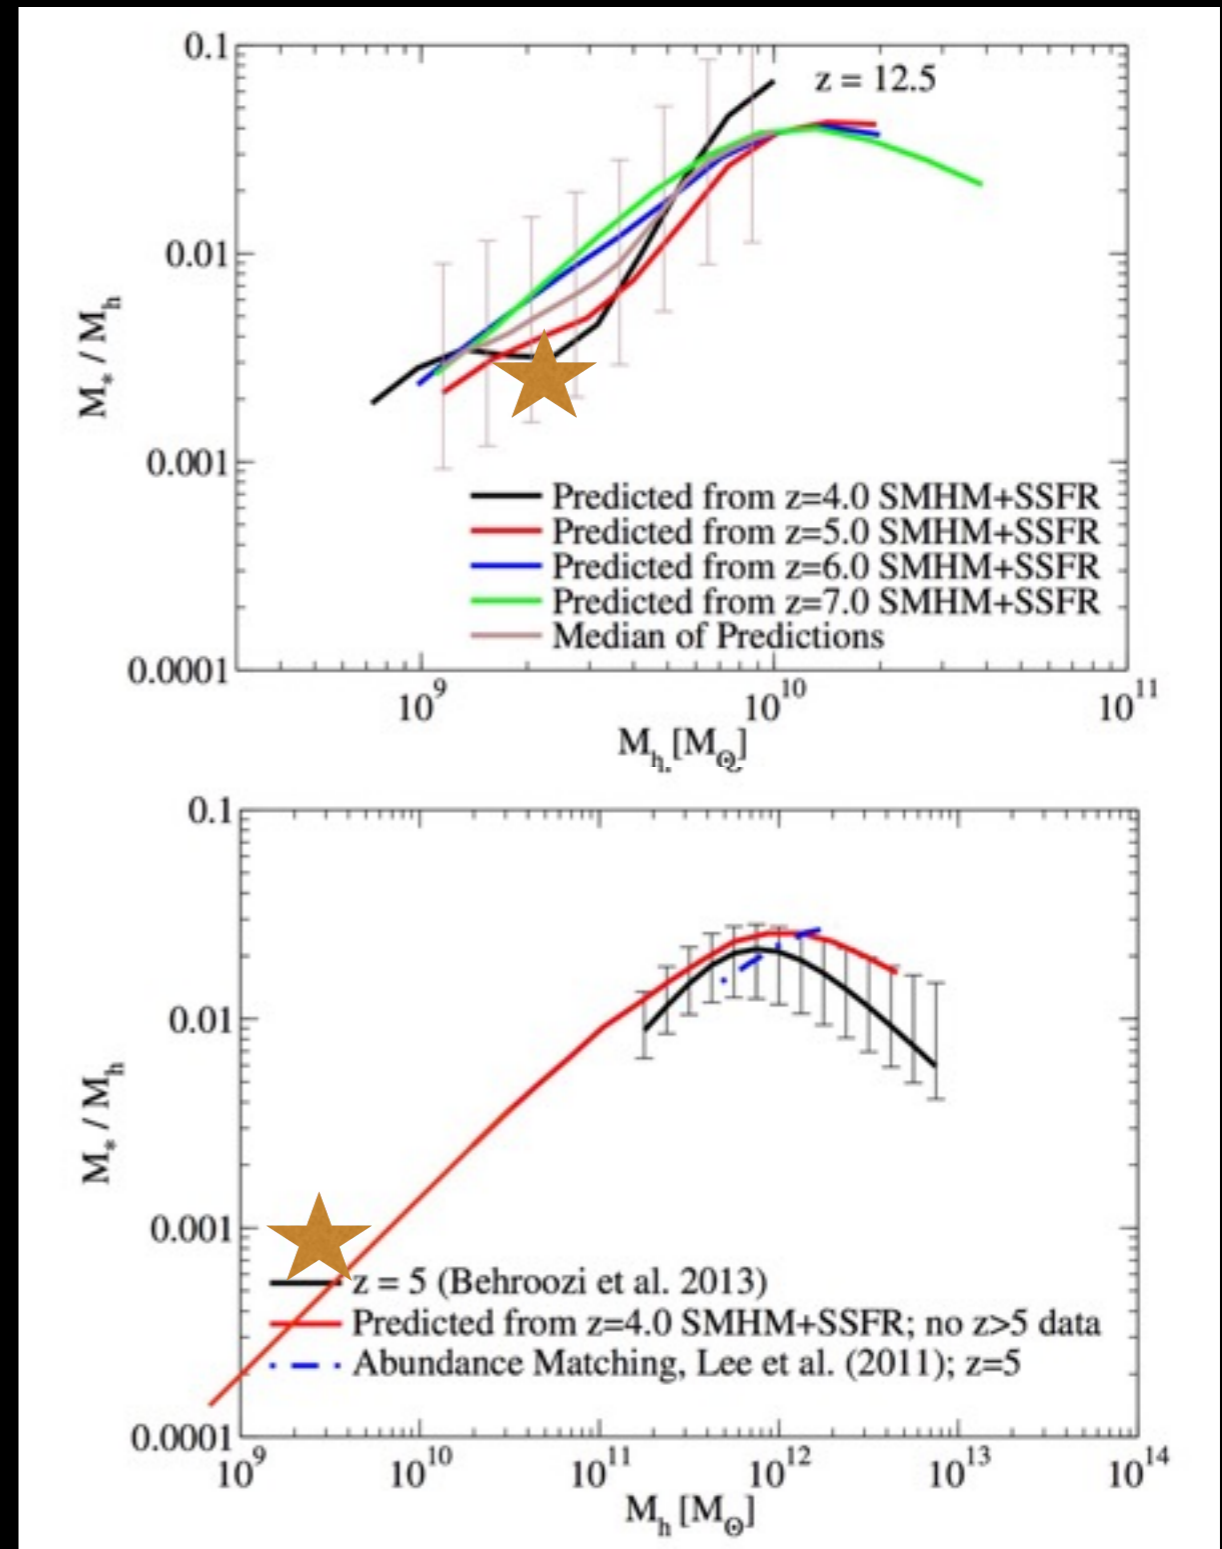 0.1
z = 12.5
0.01
M* / Mh
0.001
Predicted from z=4.0 SMHM+SSFR
Predicted from z=5.0 SMHM+SSFR
Predicted from z=6.0 SMHM+SSFR
Predicted from z=7.0 SMHM+SSFR
Median of Predictions
0.0001
10^9 10^10 10^11
Mh [M⊙]
0.1
0.01
M* / Mh
0.001
z = 5 (Behroozi et al. 2013)
Predicted from z=4.0 SMHM+SSFR; no z>5 data
Abundance Matching, Lee et al. (2011); z=5
0.0001
10^9 10^10 10^11 10^12 10^13 10^14
Mh [M⊙]